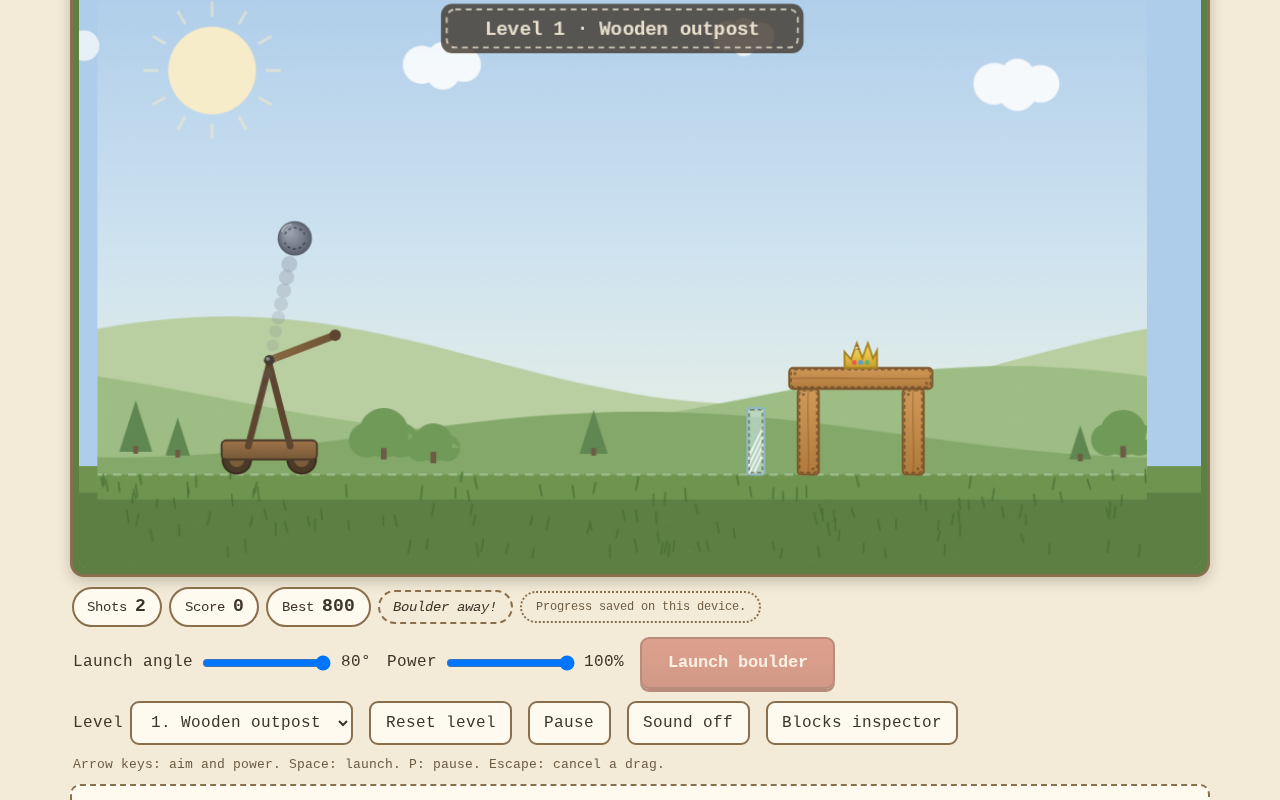 Level 1 · Wooden outpost
Shots 2 Score 0 Best 800 Boulder away! Progress saved on this device.
Launch angle 80° Power 100% Launch boulder
Level 1. Wooden outpost Reset level Pause Sound off Blocks inspector
Arrow keys: aim and power. Space: launch. P: pause. Escape: cancel a drag.